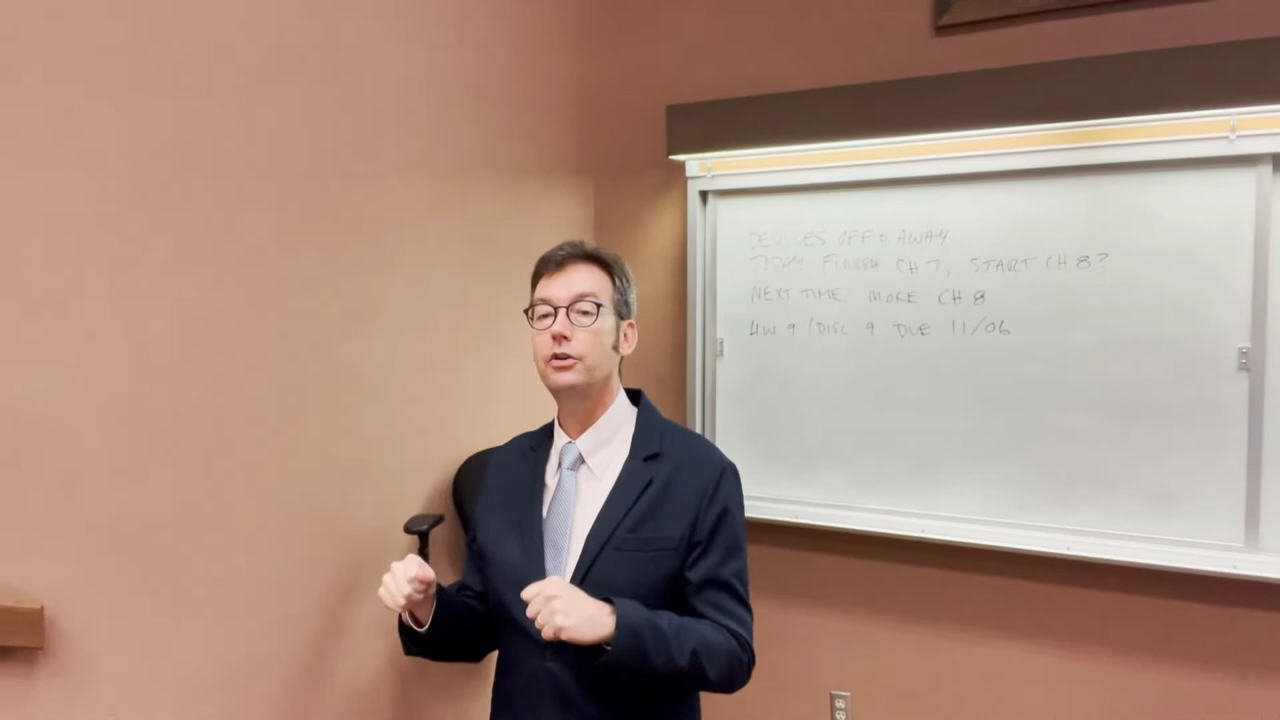 DEVICES OFF & AWAY
TODAY FINISH CH 7, START CH 8?
NEXT TIME MORE CH 8
HW 9 / DISC 9 DUE 11/06